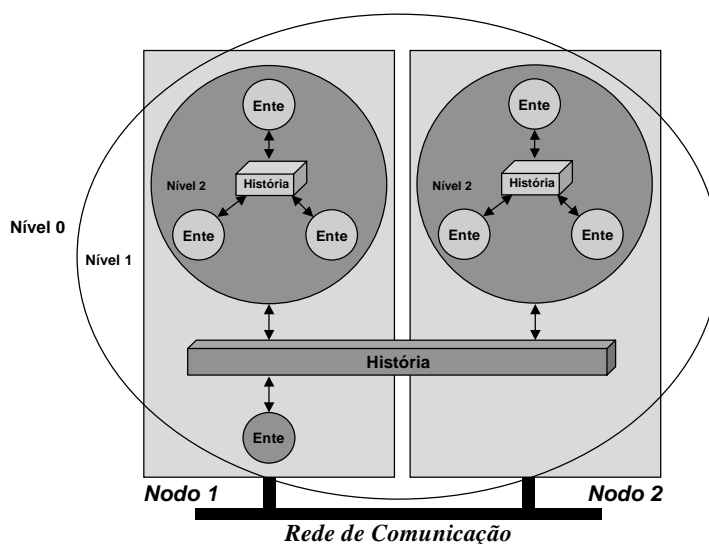 Ente
Ente
Nível 2
História
Nível 2
História
Nível 0
Ente
Ente
Ente
Ente
Nível 1
História
Ente
Nodo 1
Nodo 2
Rede de Comunicação